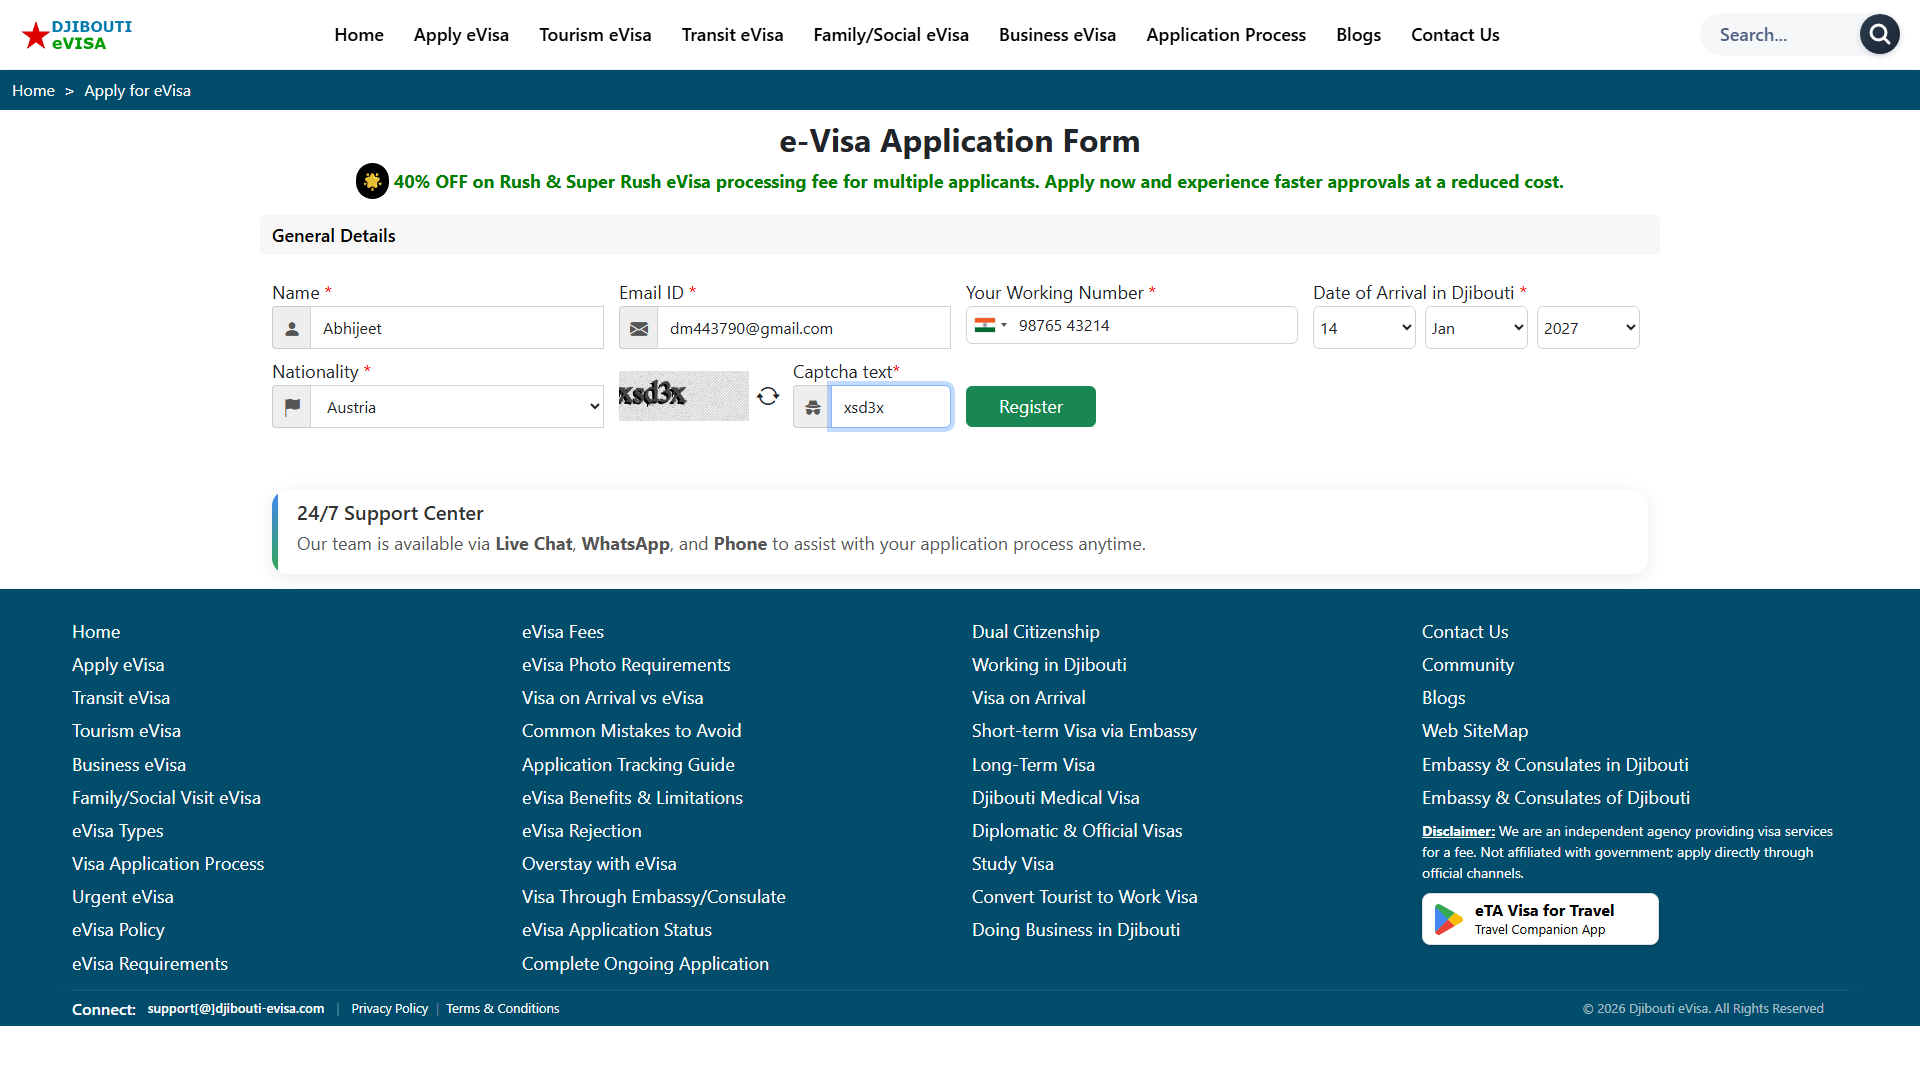 DJIBOUTI
eVISA
Home Apply eVisa Tourism eVisa Transit eVisa Family/Social eVisa Business eVisa Application Process Blogs Contact Us
Search...
Home > Apply for eVisa
e-Visa Application Form
40% OFF on Rush & Super Rush eVisa processing fee for multiple applicants. Apply now and experience faster approvals at a reduced cost.
General Details
Name * Email ID * Your Working Number * Date of Arrival in Djibouti *
Abhijeet dm443790@gmail.com 98765 43214 14 Jan 2027
Nationality * Captcha text*
Austria xsd3x xsd3x Register
24/7 Support Center
Our team is available via Live Chat, WhatsApp, and Phone to assist with your application process anytime.
Home
Apply eVisa
Transit eVisa
Tourism eVisa
Business eVisa
Family/Social Visit eVisa
eVisa Types
Visa Application Process
Urgent eVisa
eVisa Policy
eVisa Requirements
eVisa Fees
eVisa Photo Requirements
Visa on Arrival vs eVisa
Common Mistakes to Avoid
Application Tracking Guide
eVisa Benefits & Limitations
eVisa Rejection
Overstay with eVisa
Visa Through Embassy/Consulate
eVisa Application Status
Complete Ongoing Application
Dual Citizenship
Working in Djibouti
Visa on Arrival
Short-term Visa via Embassy
Long-Term Visa
Djibouti Medical Visa
Diplomatic & Official Visas
Study Visa
Convert Tourist to Work Visa
Doing Business in Djibouti
Contact Us
Community
Blogs
Web SiteMap
Embassy & Consulates in Djibouti
Embassy & Consulates of Djibouti
Disclaimer: We are an independent agency providing visa services
for a fee. Not affiliated with government; apply directly through
official channels.
eTA Visa for Travel
Travel Companion App
Connect: support[@]djibouti-evisa.com | Privacy Policy | Terms & Conditions
© 2026 Djibouti eVisa. All Rights Reserved